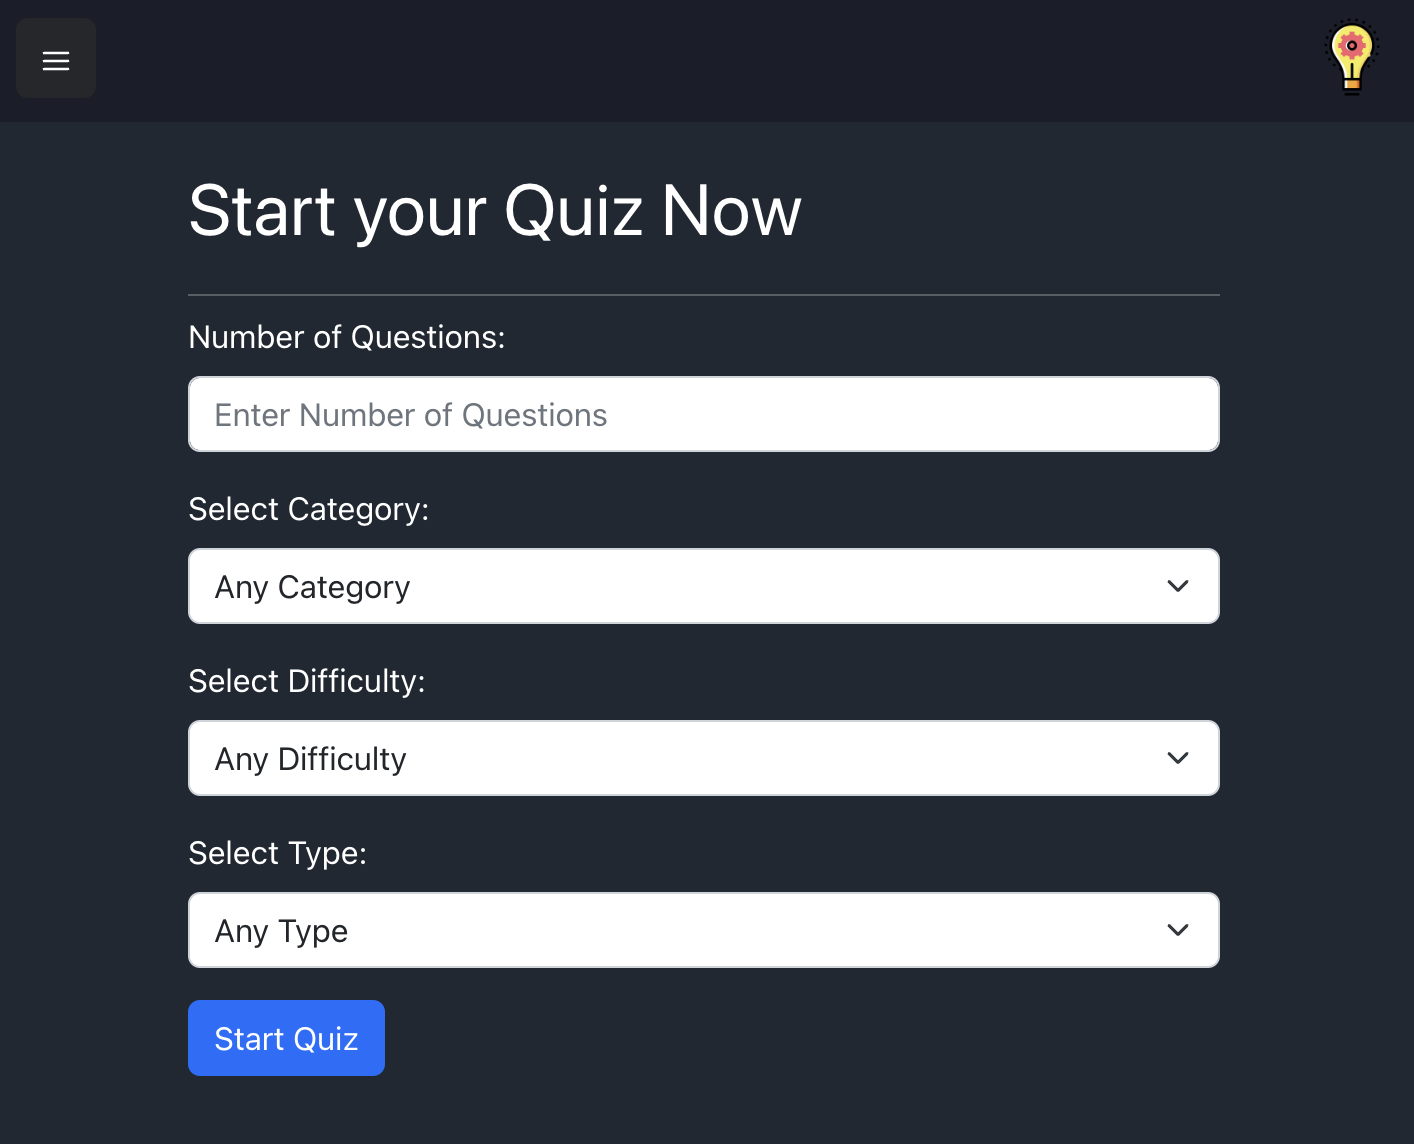 Start your Quiz Now
Number of Questions:
Enter Number of Questions
Select Category:
Any Category
Select Difficulty:
Any Difficulty
Select Type:
Any Type
Start Quiz